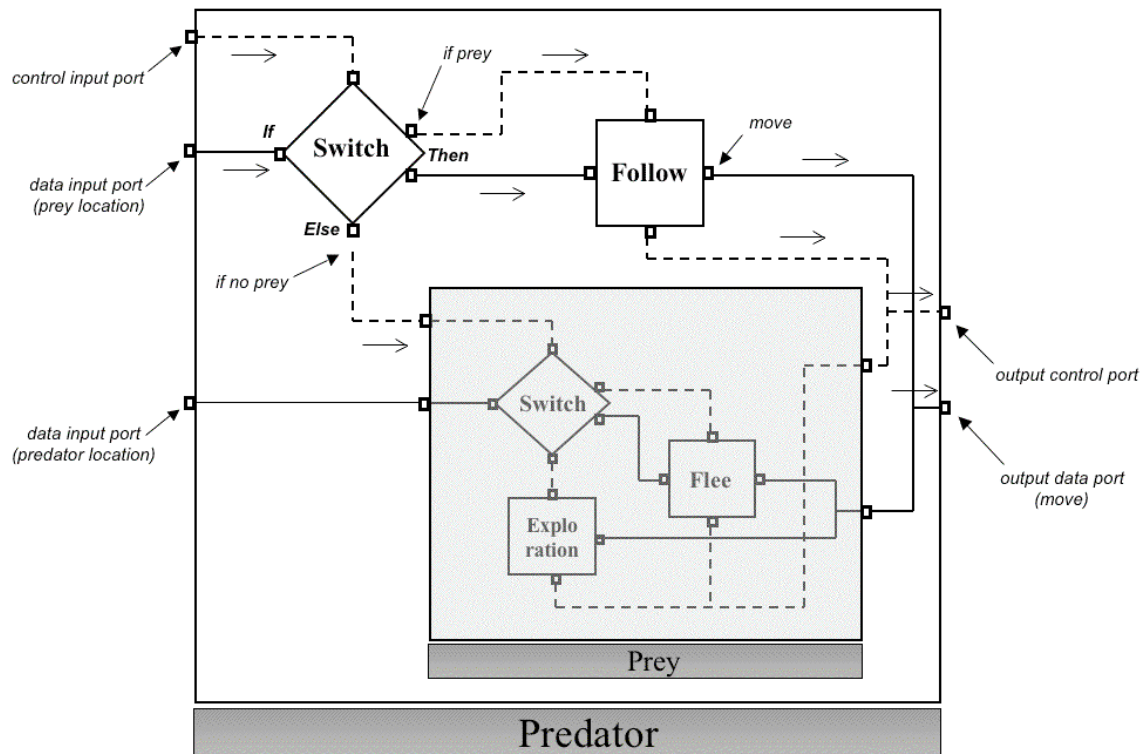 if prey
control input port
move
If
Switch
Then
Follow
data input port
(prey location)
Else
if no prey
output control port
Switch
data input port
(predator location)
Flee
output data port
(move)
Explo
ration
Prey
Predator